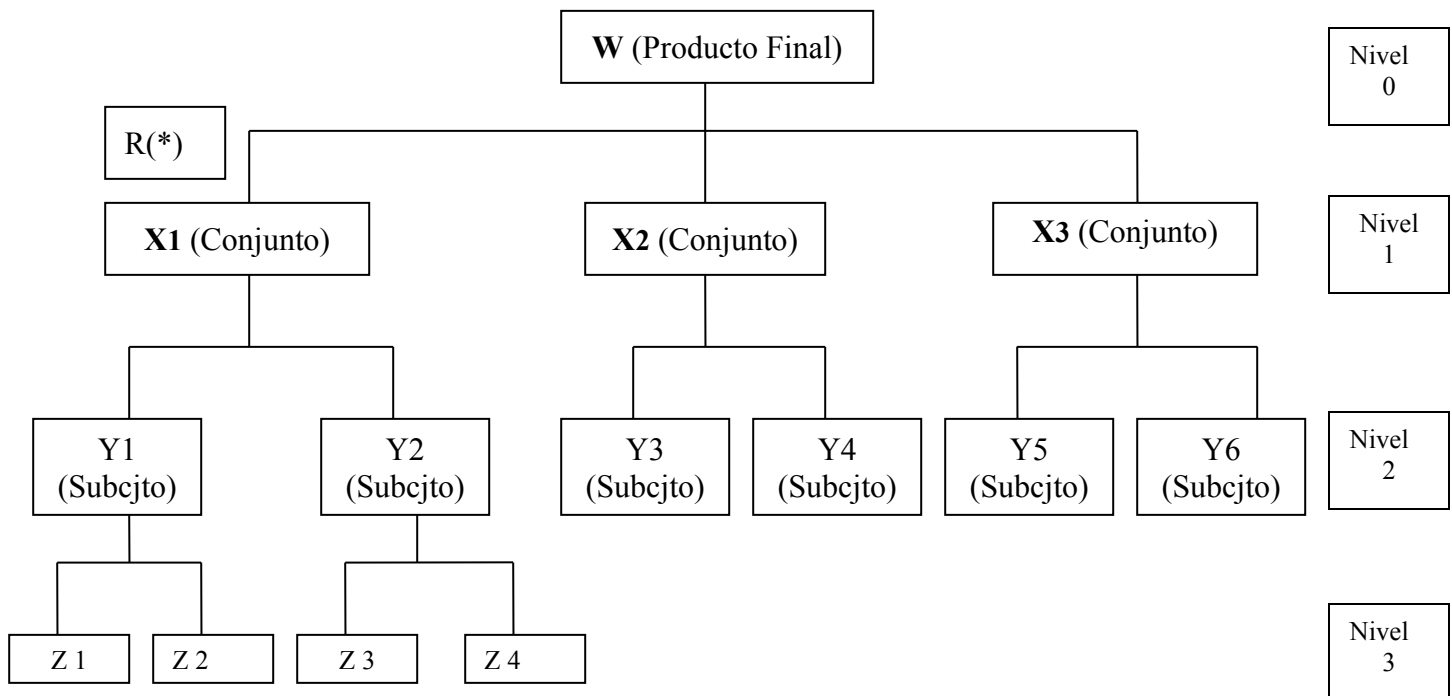 W (Producto Final)
Nivel
0
R(*)
X1 (Conjunto)
X2 (Conjunto)
X3 (Conjunto)
Nivel
1
Y1
(Subcjto)
Y2
(Subcjto)
Y3
(Subcjto)
Y4
(Subcjto)
Y5
(Subcjto)
Y6
(Subcjto)
Nivel
2
Z 1
Z 2
Z 3
Z 4
Nivel
3